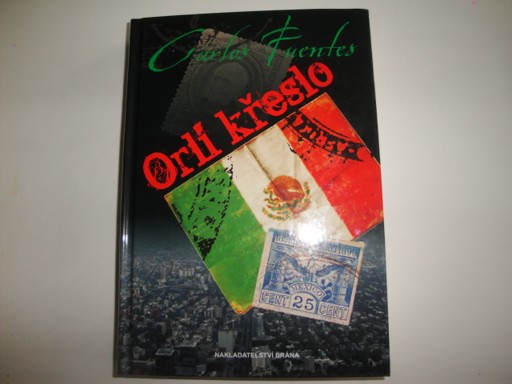 Carlos Fuentes
Orlí křeslo
MEXICO
CENT 25 CENT
NAKLADATELSTVÍ BRÁNA